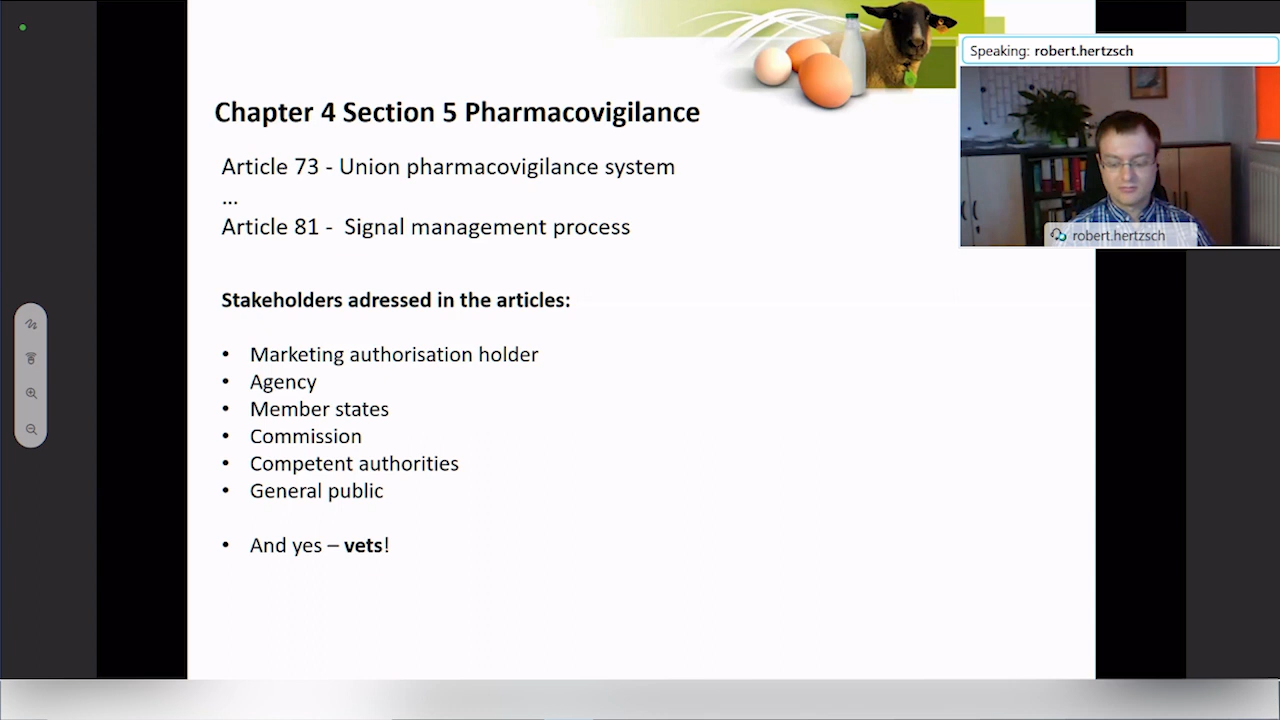 Chapter 4 Section 5 Pharmacovigilance
Article 73 - Union pharmacovigilance system
...
Article 81 - Signal management process
Stakeholders adressed in the articles:
• Marketing authorisation holder
• Agency
• Member states
• Commission
• Competent authorities
• General public
• And yes – vets!
Speaking: robert.hertzsch
robert.hertzsch